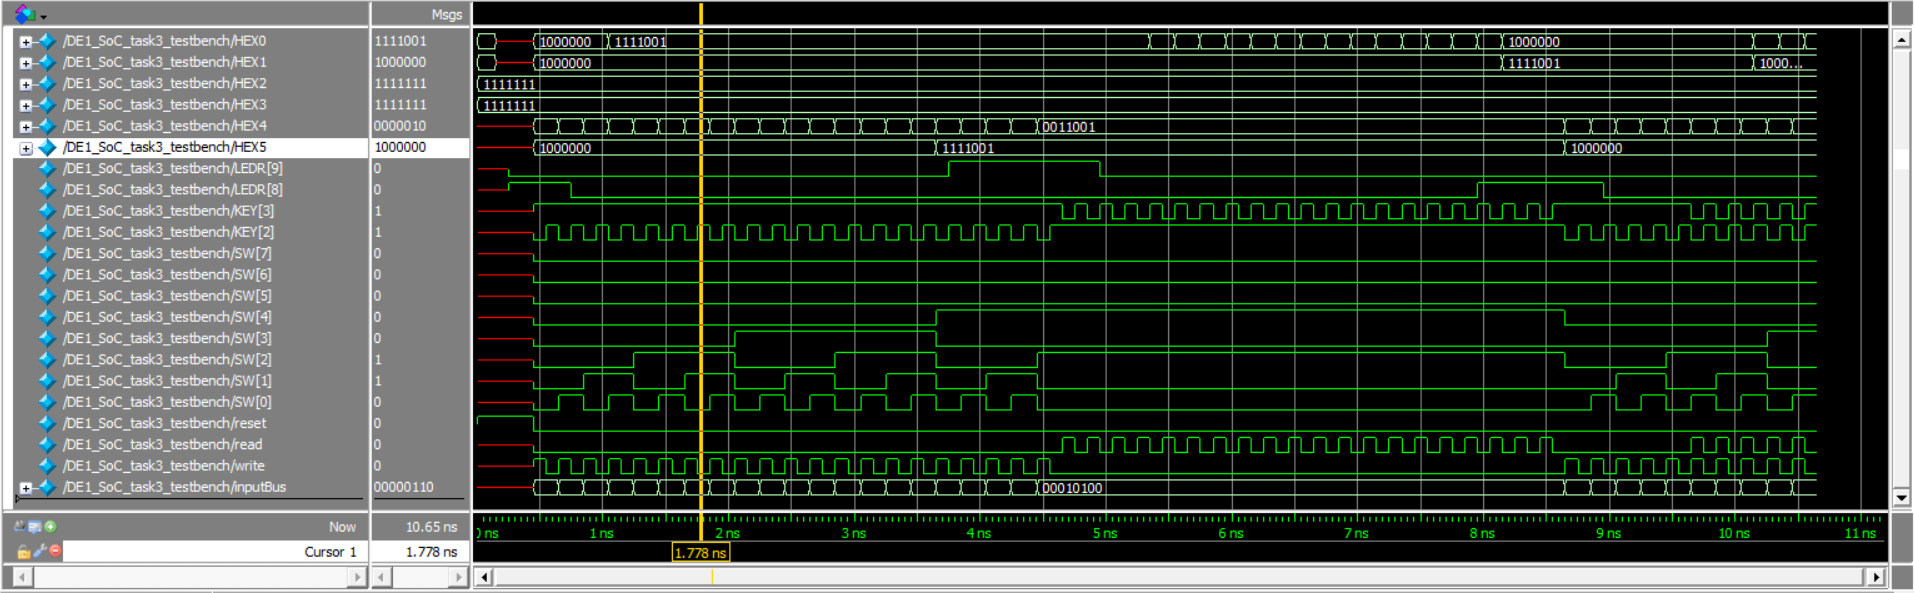 Msgs
/DE1_SoC_task3_testbench/HEX0 1111001 1000000 1111001 1000000
/DE1_SoC_task3_testbench/HEX1 1000000 1000000 1111001 1000...
/DE1_SoC_task3_testbench/HEX2 1111111 1111111
/DE1_SoC_task3_testbench/HEX3 1111111 1111111
/DE1_SoC_task3_testbench/HEX4 0000010 0011001
/DE1_SoC_task3_testbench/HEX5 1000000 1000000 1111001 1000000
/DE1_SoC_task3_testbench/LEDR[9] 0
/DE1_SoC_task3_testbench/LEDR[8] 0
/DE1_SoC_task3_testbench/KEY[3] 1
/DE1_SoC_task3_testbench/KEY[2] 1
/DE1_SoC_task3_testbench/SW[7] 0
/DE1_SoC_task3_testbench/SW[6] 0
/DE1_SoC_task3_testbench/SW[5] 0
/DE1_SoC_task3_testbench/SW[4] 0
/DE1_SoC_task3_testbench/SW[3] 0
/DE1_SoC_task3_testbench/SW[2] 1
/DE1_SoC_task3_testbench/SW[1] 1
/DE1_SoC_task3_testbench/SW[0] 0
/DE1_SoC_task3_testbench/reset 0
/DE1_SoC_task3_testbench/read 0
/DE1_SoC_task3_testbench/write 0
/DE1_SoC_task3_testbench/inputBus 00000110 00010100
Now 10.65 ns ns 1 ns 2 ns 3 ns 4 ns 5 ns 6 ns 7 ns 8 ns 9 ns 10 ns 11 ns
Cursor 1 1.778 ns 1.778 ns